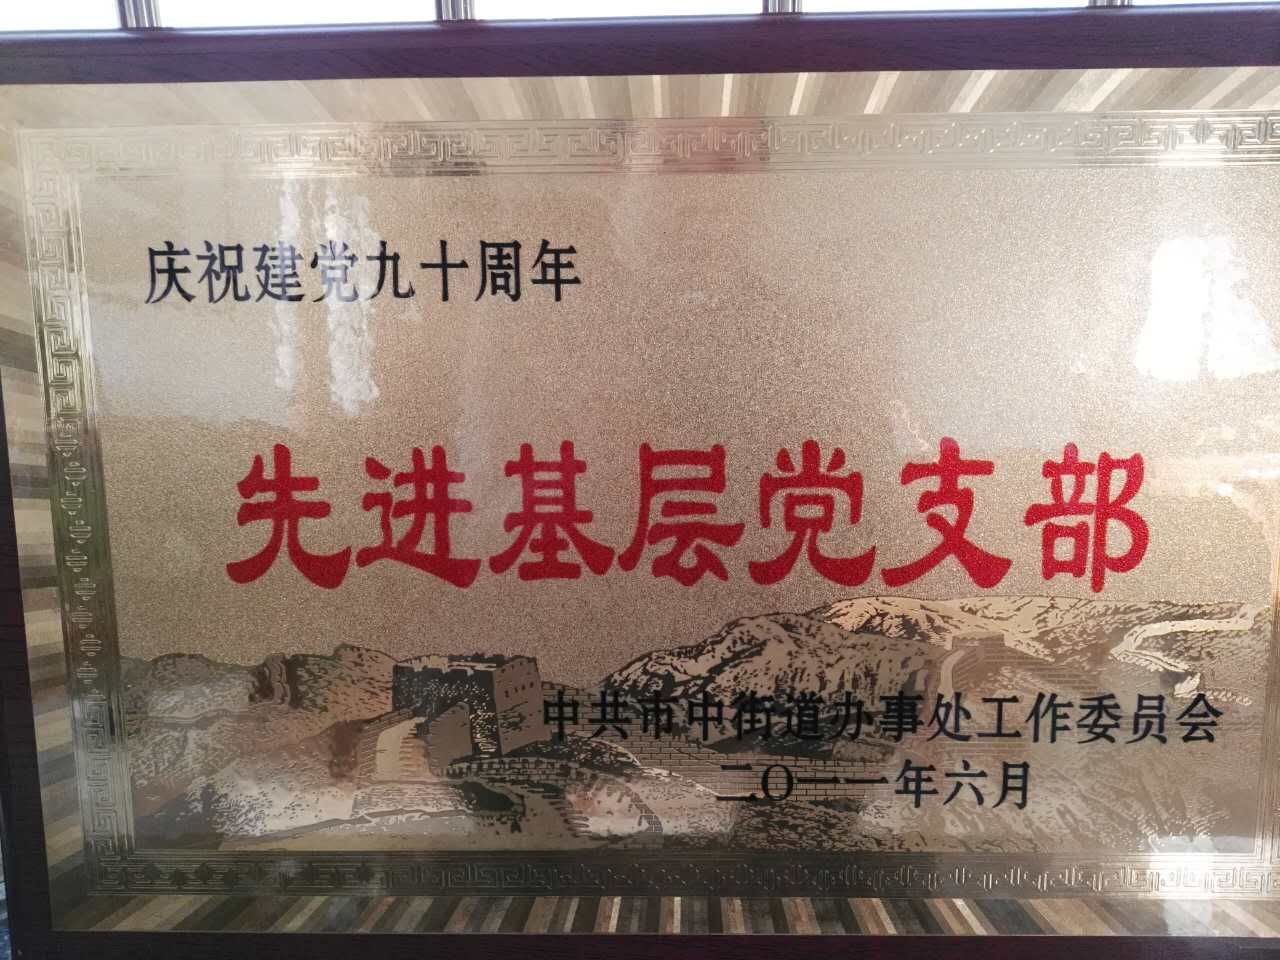 庆祝建党九十周年
先进基层党支部
中共市中街道办事处工作委员会
二〇一一年六月